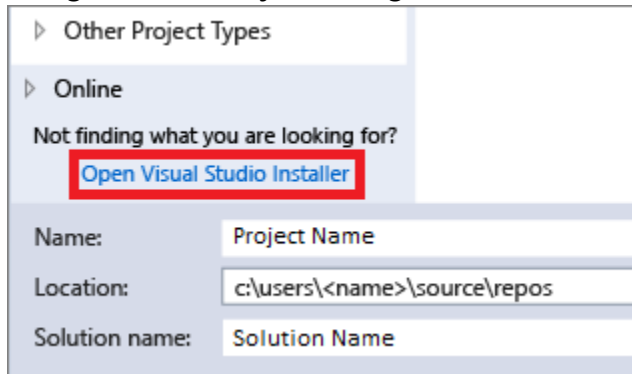 Other Project Types
Online
Not finding what you are looking for?
Open Visual Studio Installer
Name: Project Name
Location: c:\users\<name>\source\repos
Solution name: Solution Name